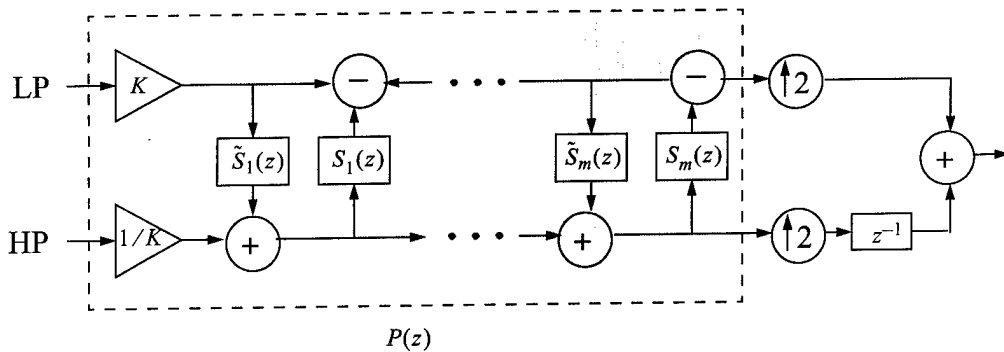 LP
K
−
• • •
−
↑2
S̃₁(z)
S₁(z)
S̃ₘ(z)
Sₘ(z)
+
HP
1/K
+
• • •
+
↑2
z⁻¹
P(z)